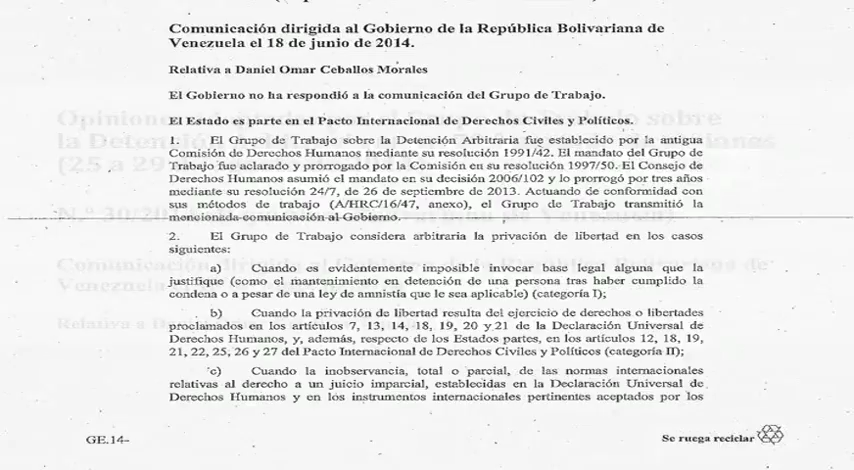 Comunicación dirigida al Gobierno de la República Bolivariana de
Venezuela el 18 de junio de 2014.
Relativa a Daniel Omar Ceballos Morales
El Gobierno no ha respondió a la comunicación del Grupo de Trabajo.
El Estado es parte en el Pacto Internacional de Derechos Civiles y Políticos.
1. El Grupo de Trabajo sobre la Detención Arbitraria fue establecido por la antigua
Comisión de Derechos Humanos mediante su resolución 1991/42. El mandato del Grupo de
Trabajo fue aclarado y prorrogado por la Comisión en su resolución 1997/50. El Consejo de
Derechos Humanos asumió el mandato en su decisión 2006/102 y lo prorrogó por tres años
mediante su resolución 24/7, de 26 de septiembre de 2013. Actuando de conformidad con
sus métodos de trabajo (A/HRC/16/47, anexo), el Grupo de Trabajo transmitió la
mencionada comunicación al Gobierno.
2. El Grupo de Trabajo considera arbitraria la privación de libertad en los casos
siguientes:
a) Cuando es evidentemente imposible invocar base legal alguna que la
justifique (como el mantenimiento en detención de una persona tras haber cumplido la
condena o a pesar de una ley de amnistía que le sea aplicable) (categoría I);
b) Cuando la privación de libertad resulta del ejercicio de derechos o libertades
proclamados en los artículos 7, 13, 14, 18, 19, 20 y 21 de la Declaración Universal de
Derechos Humanos, y, además, respecto de los Estados partes, en los artículos 12, 18, 19,
21, 22, 25, 26 y 27 del Pacto Internacional de Derechos Civiles y Políticos (categoría II);
c) Cuando la inobservancia, total o parcial, de las normas internacionales
relativas al derecho a un juicio imparcial, establecidas en la Declaración Universal de
Derechos Humanos y en los instrumentos internacionales pertinentes aceptados por los
GE.14-
Se ruega reciclar